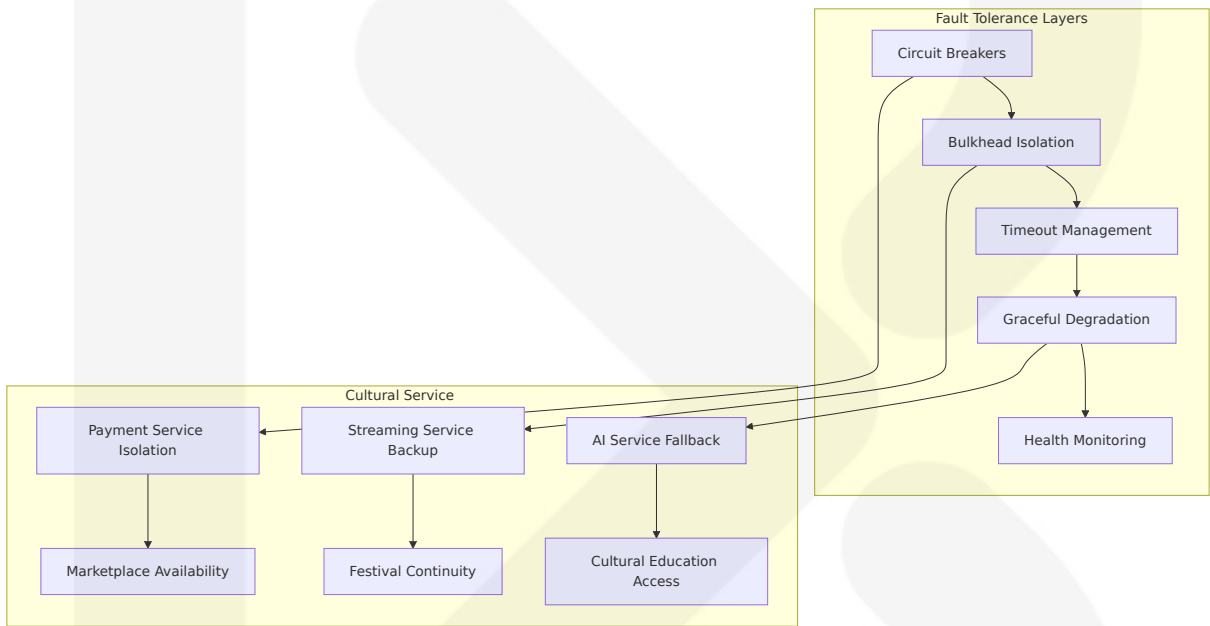 Fault Tolerance Layers
Circuit Breakers
Bulkhead Isolation
Timeout Management
Graceful Degradation
Health Monitoring
Cultural Service
Payment Service
Isolation
Streaming Service
Backup
AI Service Fallback
Marketplace Availability
Festival Continuity
Cultural Education
Access